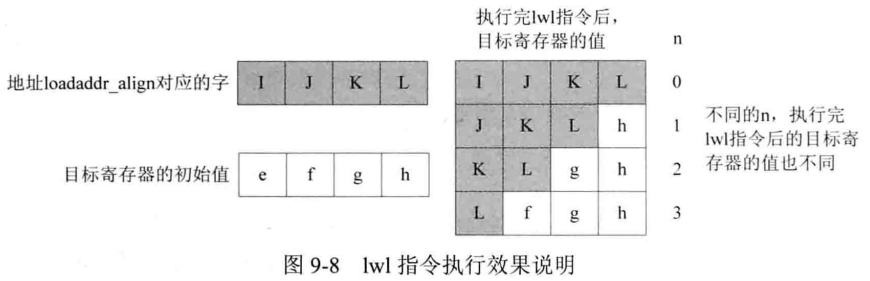 执行完lwl指令后，
目标寄存器的值
n
地址loadaddr_align对应的字
I J K L
I J K L 0
J K L h 1
不同的n，执行完
lwl指令后的目标寄
存器的值也不同
目标寄存器的初始值
e f g h
K L g h 2
L f g h 3
图 9-8 lwl 指令执行效果说明